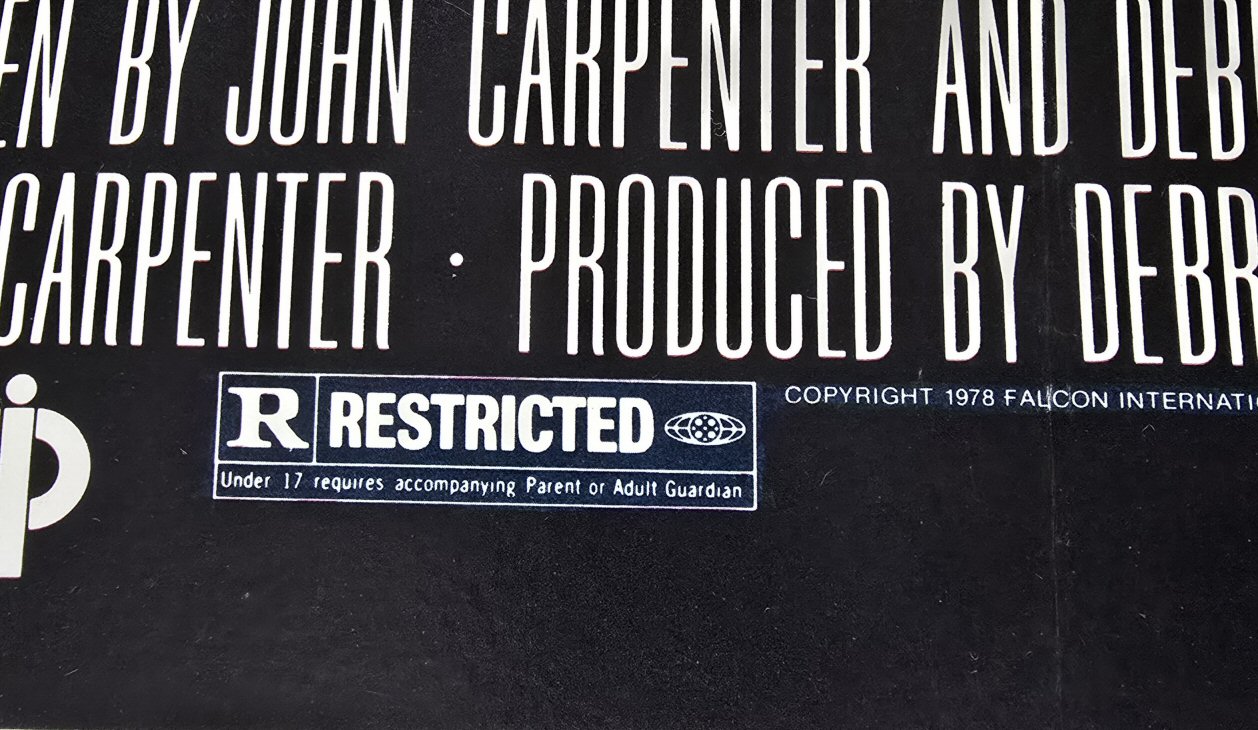 EN BY JOHN CARPENTER AND DEB
CARPENTER · PRODUCED BY DEBR
R RESTRICTED
Under 17 requires accompanying Parent or Adult Guardian
COPYRIGHT 1978 FALCON INTERNATI
ip